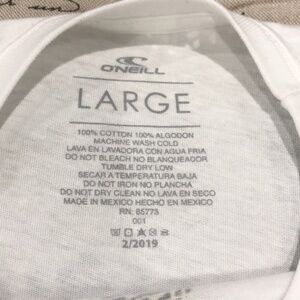 un
O'NEILL
LARGE
100% COTTON 100% ALGODON
MACHINE WASH COLD
LAVA EN LAVADORA CON AGUA FRIA
DO NOT BLEACH NO BLANQUEADOR
TUMBLE DRY LOW
SECAR A TEMPERATURA BAJA
DO NOT IRON NO PLANCHA
DO NOT DRY CLEAN NO LAVA EN SECO
MADE IN MEXICO HECHO EN MEXICO
RN: 85773
001
2/2019